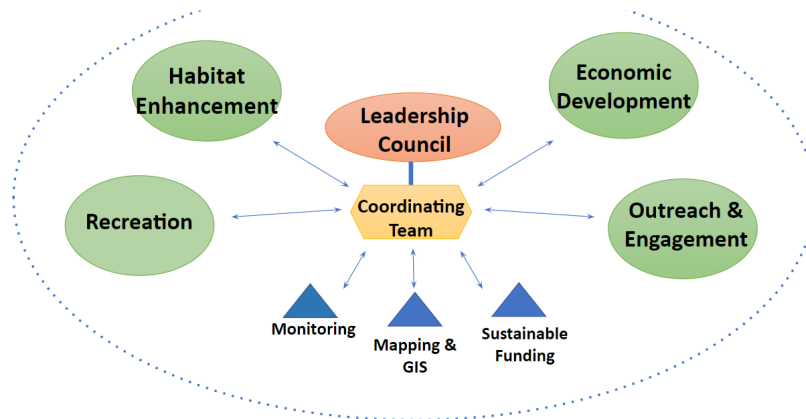 Habitat
Enhancement
Economic
Development
Leadership
Council
Recreation
Coordinating
Team
Outreach &
Engagement
Monitoring
Mapping &
GIS
Sustainable
Funding